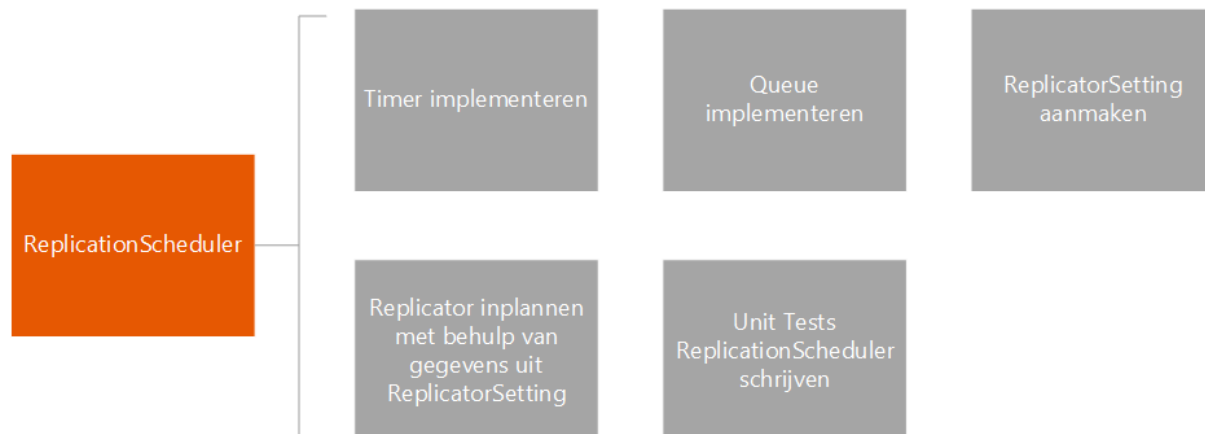 ReplicationScheduler
Timer implementeren
Queue
implementeren
ReplicatorSetting
aanmaken
Replicator inplannen
met behulp van
gegevens uit
ReplicatorSetting
Unit Tests
ReplicationScheduler
schrijven